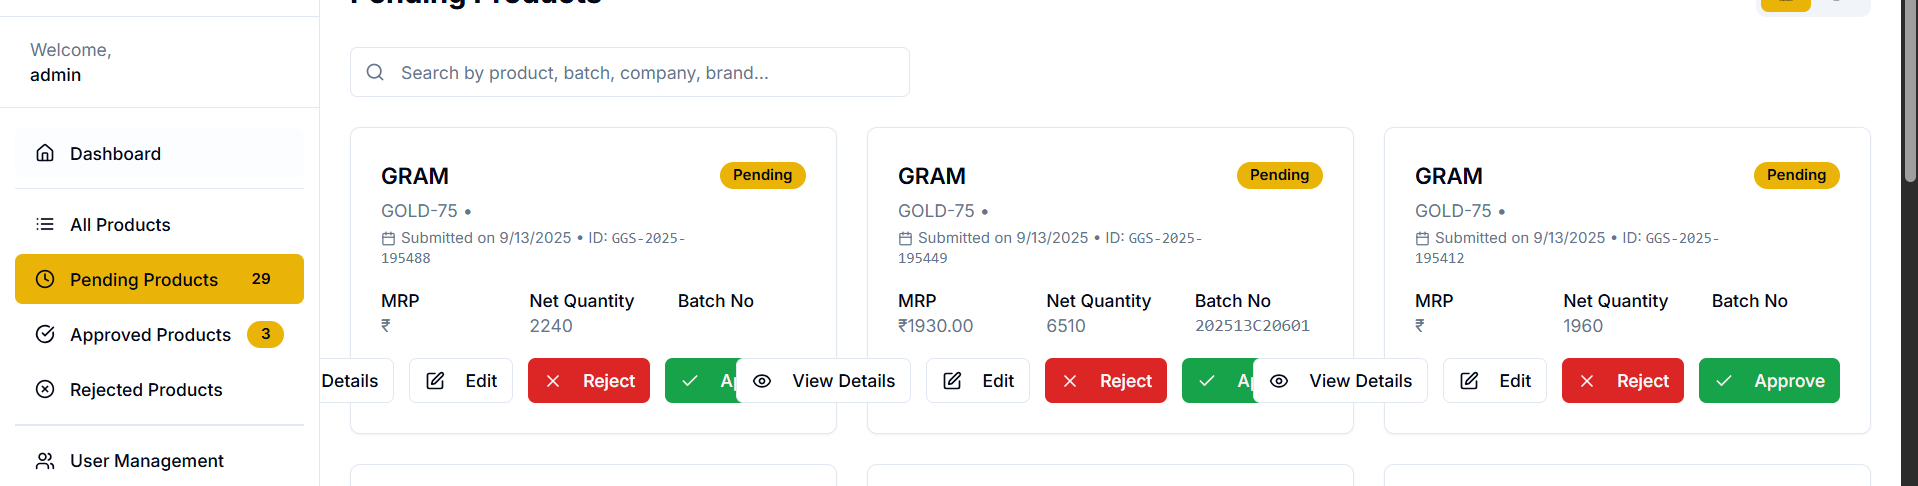 Pending Products
Welcome,
admin
Dashboard
All Products
Pending Products 29
Approved Products 3
Rejected Products
User Management
Search by product, batch, company, brand...
GRAM Pending
GOLD-75 •
Submitted on 9/13/2025 • ID: GGS-2025-
195488
MRP Net Quantity Batch No
₹ 2240
Details Edit Reject Ap
GRAM Pending
GOLD-75 •
Submitted on 9/13/2025 • ID: GGS-2025-
195449
MRP Net Quantity Batch No
₹1930.00 6510 202513C20601
View Details Edit Reject Ap
GRAM Pending
GOLD-75 •
Submitted on 9/13/2025 • ID: GGS-2025-
195412
MRP Net Quantity Batch No
₹ 1960
View Details Edit Reject Approve